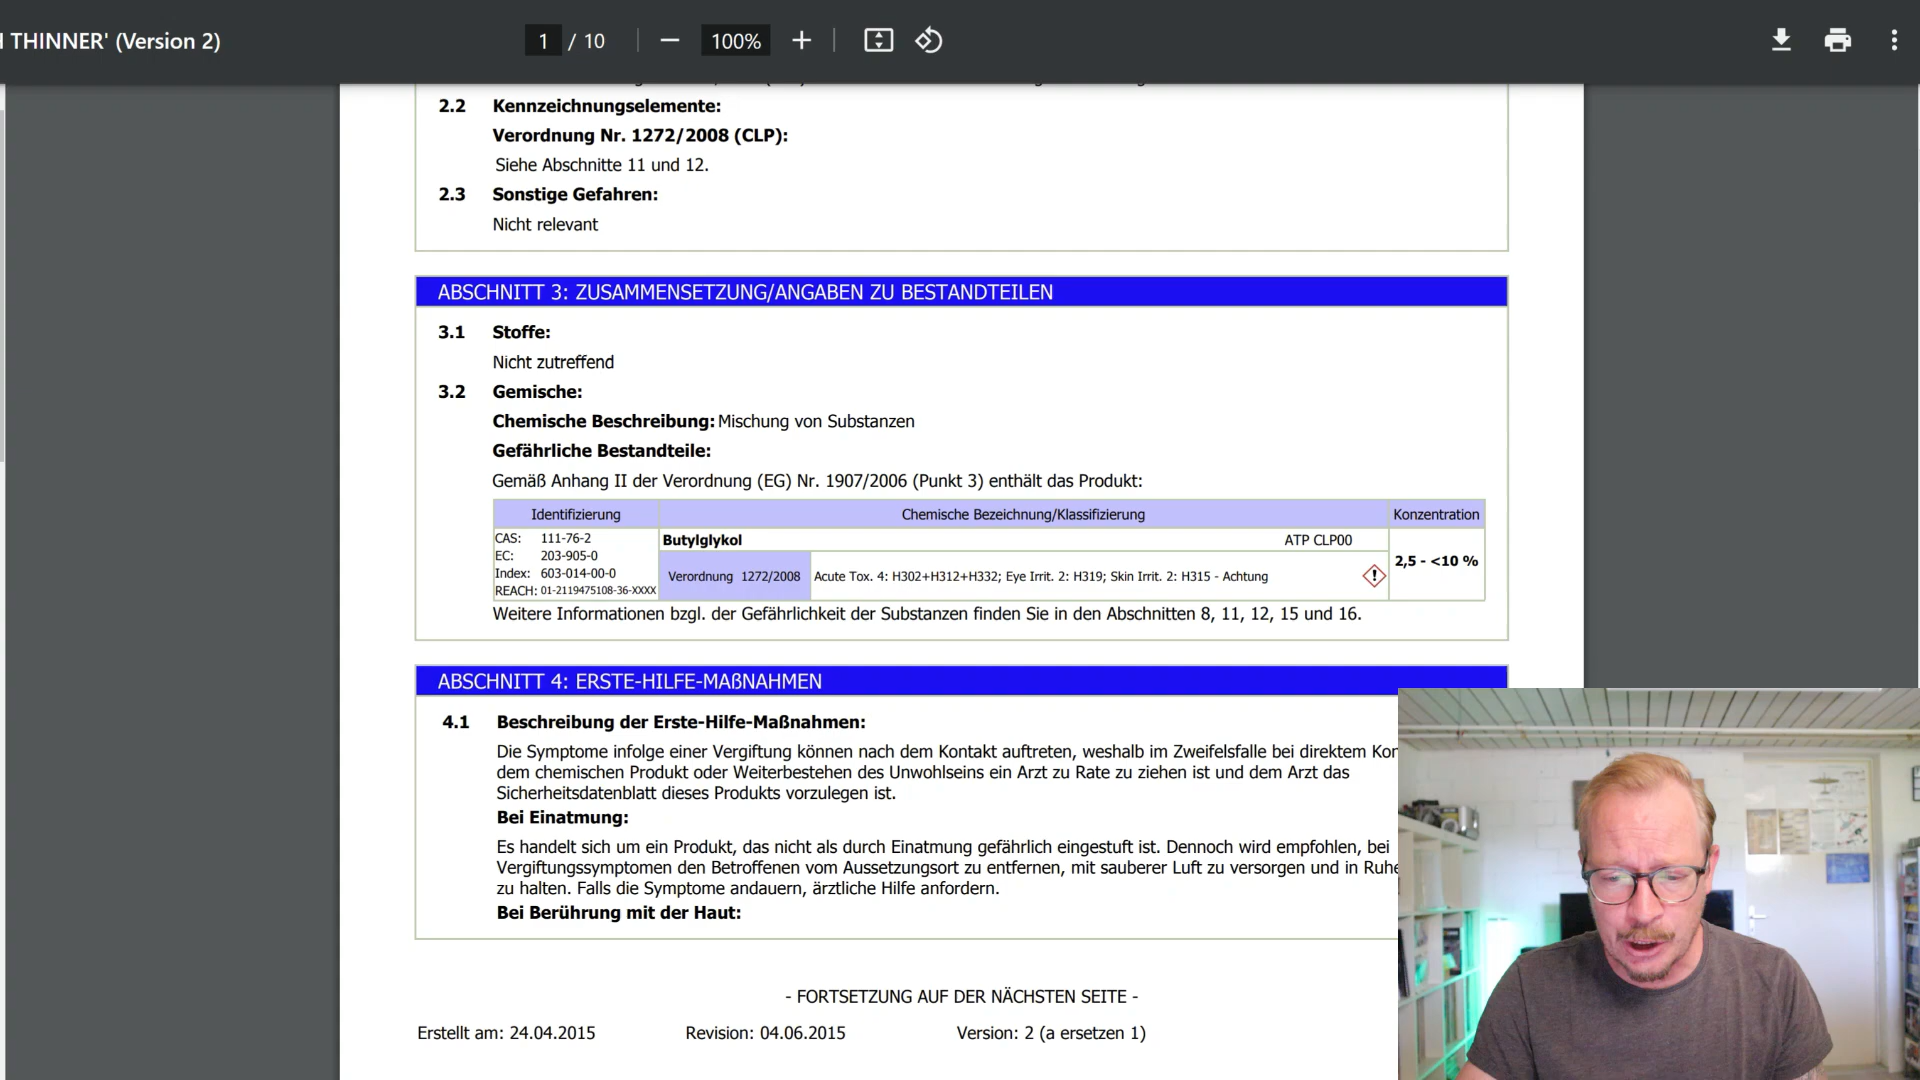 THINNER' (Version 2)
1 / 10
100%
2.2 Kennzeichnungselemente:
Verordnung Nr. 1272/2008 (CLP):
Siehe Abschnitte 11 und 12.
2.3 Sonstige Gefahren:
Nicht relevant
ABSCHNITT 3: ZUSAMMENSETZUNG/ANGABEN ZU BESTANDTEILEN
3.1 Stoffe:
Nicht zutreffend
3.2 Gemische:
Chemische Beschreibung: Mischung von Substanzen
Gefährliche Bestandteile:
Gemäß Anhang II der Verordnung (EG) Nr. 1907/2006 (Punkt 3) enthält das Produkt:
Identifizierung Chemische Bezeichnung/Klassifizierung Konzentration
CAS: 111-76-2
EC: 203-905-0
Index: 603-014-00-0
REACH: 01-2119475108-36-XXXX
Butylglykol ATP CLP00
Verordnung 1272/2008 Acute Tox. 4: H302+H312+H332; Eye Irrit. 2: H319; Skin Irrit. 2: H315 - Achtung
2,5 - <10 %
Weitere Informationen bzgl. der Gefährlichkeit der Substanzen finden Sie in den Abschnitten 8, 11, 12, 15 und 16.
ABSCHNITT 4: ERSTE-HILFE-MAßNAHMEN
4.1 Beschreibung der Erste-Hilfe-Maßnahmen:
Die Symptome infolge einer Vergiftung können nach dem Kontakt auftreten, weshalb im Zweifelsfalle bei direktem Kon
dem chemischen Produkt oder Weiterbestehen des Unwohlseins ein Arzt zu Rate zu ziehen ist und dem Arzt das
Sicherheitsdatenblatt dieses Produkts vorzulegen ist.
Bei Einatmung:
Es handelt sich um ein Produkt, das nicht als durch Einatmung gefährlich eingestuft ist. Dennoch wird empfohlen, bei
Vergiftungssymptomen den Betroffenen vom Aussetzungsort zu entfernen, mit sauberer Luft zu versorgen und in Ruhe
zu halten. Falls die Symptome andauern, ärztliche Hilfe anfordern.
Bei Berührung mit der Haut:
- FORTSETZUNG AUF DER NÄCHSTEN SEITE -
Erstellt am: 24.04.2015 Revision: 04.06.2015 Version: 2 (a ersetzen 1)